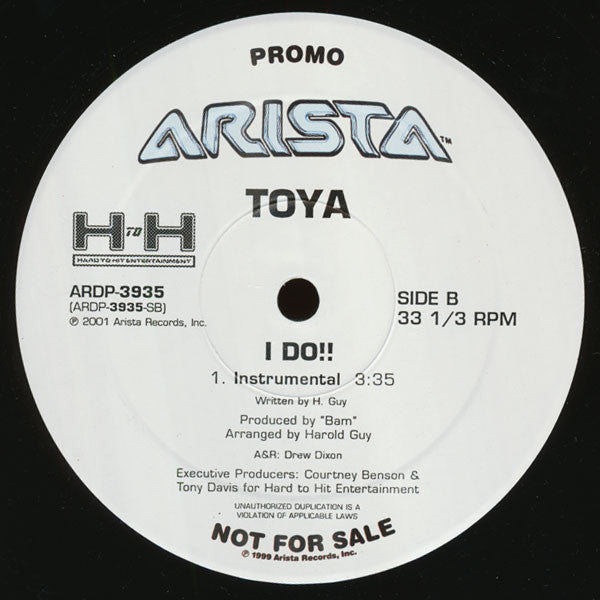 PROMO
ARISTA™
TOYA
H TO H
HARD TO HIT ENTERTAINMENT
ARDP-3935
(ARDP-3935-SB)
℗ 2001 Arista Records, Inc.
SIDE B
33 1/3 RPM
I DO!!
1. Instrumental 3:35
Written by H. Guy
Produced by "Bam"
Arranged by Harold Guy
A&R: Drew Dixon
Executive Producers: Courtney Benson &
Tony Davis for Hard to Hit Entertainment
UNAUTHORIZED DUPLICATION IS A
VIOLATION OF APPLICABLE LAWS
NOT FOR SALE
℗ 1999 Arista Records, Inc.